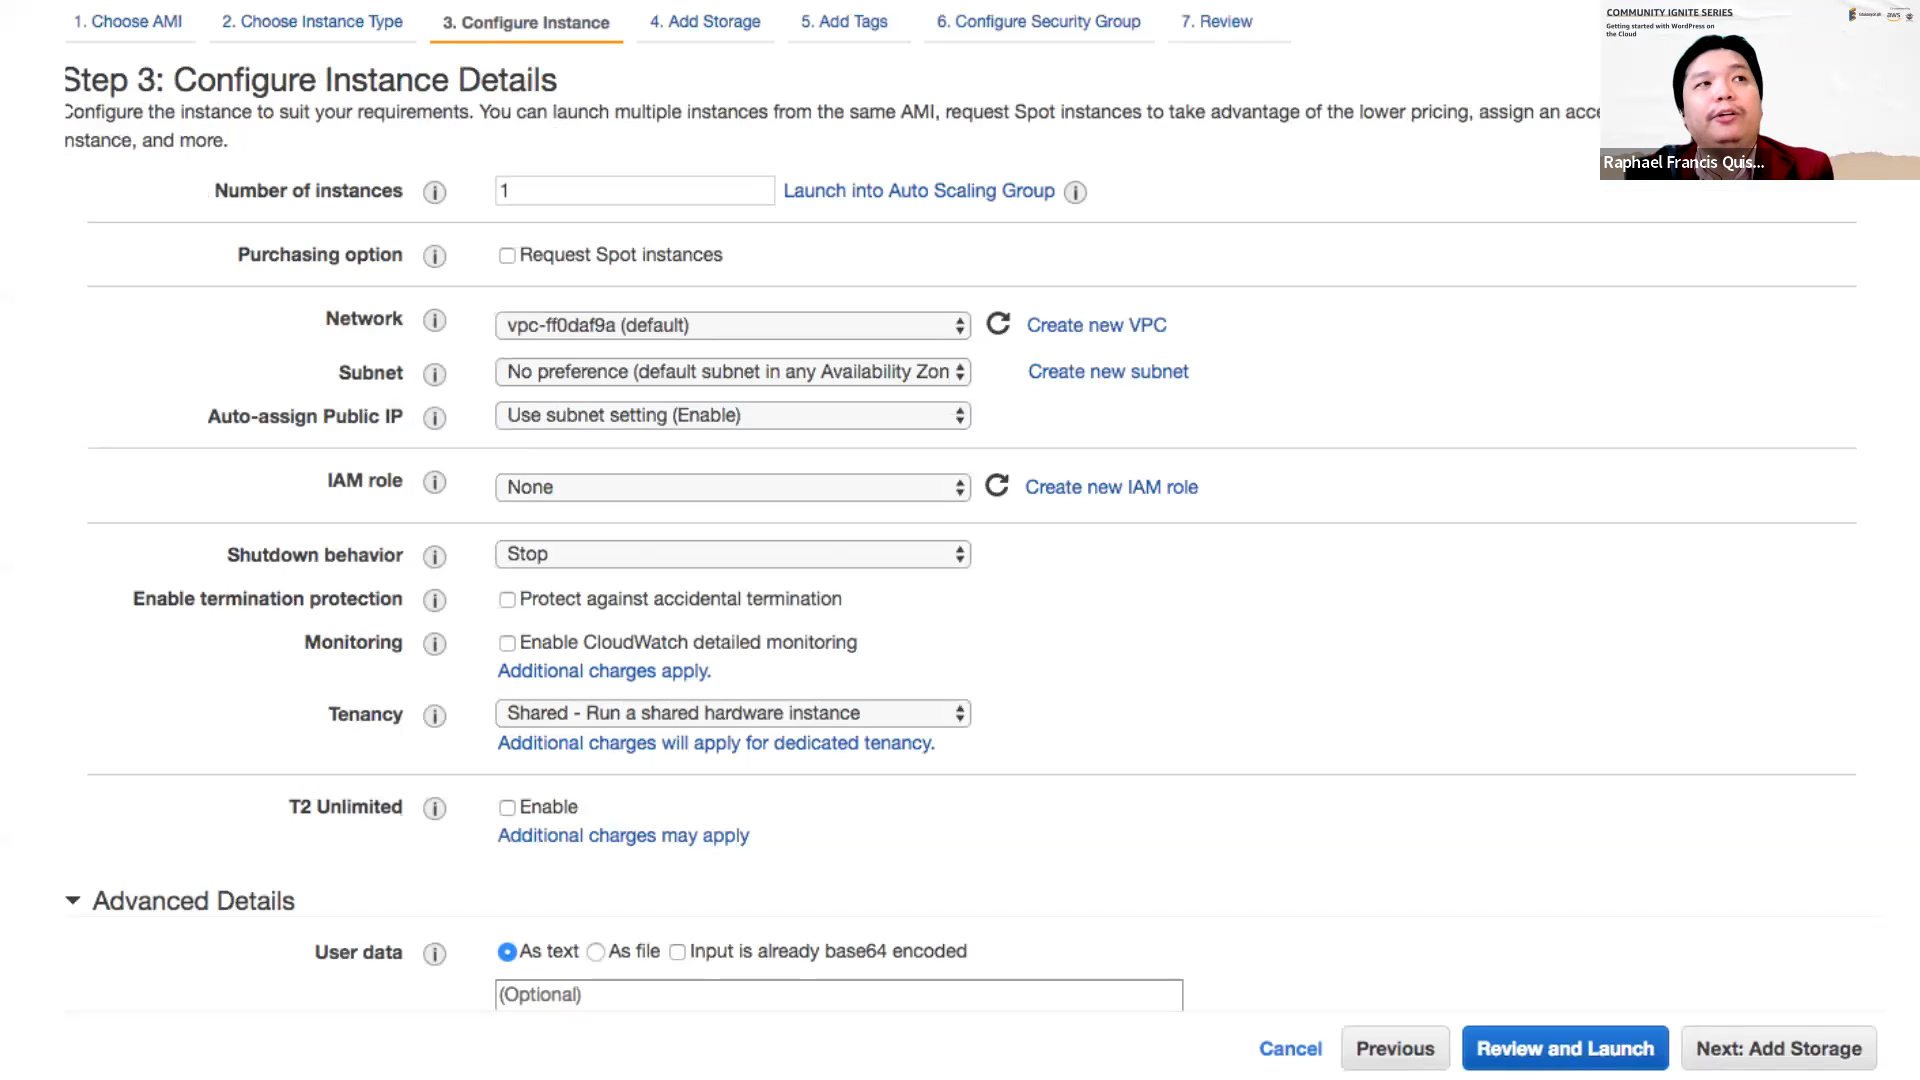 1. Choose AMI
2. Choose Instance Type
3. Configure Instance
4. Add Storage
5. Add Tags
6. Configure Security Group
7. Review
COMMUNITY IGNITE SERIES
Getting started with WordPress on
the Cloud
aws
Raphael Francis Quis...
Step 3: Configure Instance Details
Configure the instance to suit your requirements. You can launch multiple instances from the same AMI, request Spot instances to take advantage of the lower pricing, assign an acce
nstance, and more.
Number of instances
1
Launch into Auto Scaling Group
Purchasing option
Request Spot instances
Network
vpc-ff0daf9a (default)
Create new VPC
Subnet
No preference (default subnet in any Availability Zon
Create new subnet
Auto-assign Public IP
Use subnet setting (Enable)
IAM role
None
Create new IAM role
Shutdown behavior
Stop
Enable termination protection
Protect against accidental termination
Monitoring
Enable CloudWatch detailed monitoring
Additional charges apply.
Tenancy
Shared - Run a shared hardware instance
Additional charges will apply for dedicated tenancy.
T2 Unlimited
Enable
Additional charges may apply
Advanced Details
User data
As text
As file
Input is already base64 encoded
(Optional)
Cancel
Previous
Review and Launch
Next: Add Storage